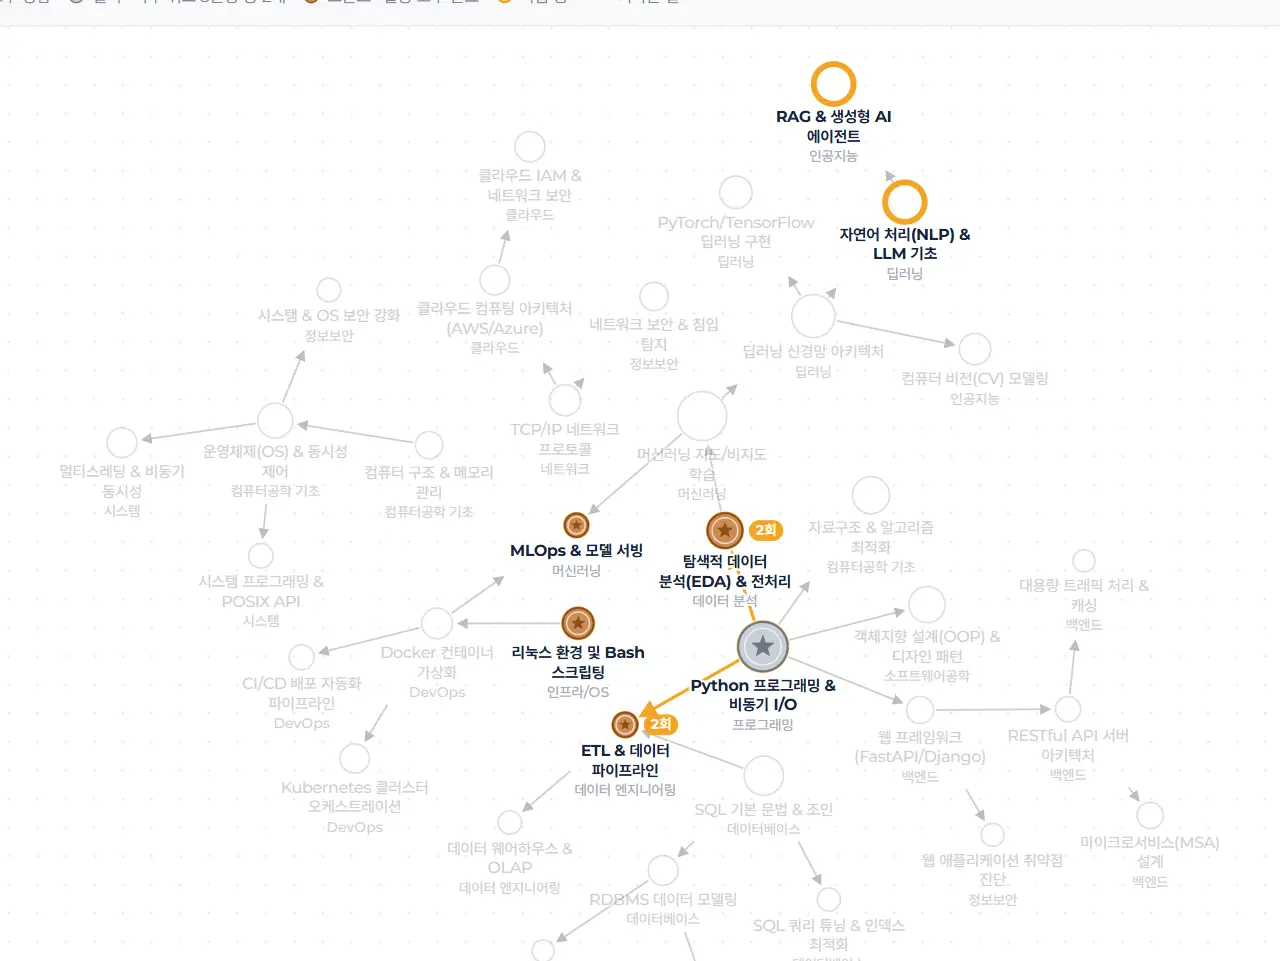 RAG & 생성형 AI
에이전트
인공지능
클라우드 IAM &
네트워크 보안
클라우드
PyTorch/TensorFlow
딥러닝 구현
딥러닝
자연어 처리(NLP) &
LLM 기초
딥러닝
시스템 & OS 보안 강화
정보보안
클라우드 컴퓨팅 아키텍처
(AWS/Azure)
클라우드
네트워크 보안 & 침입
탐지
정보보안
딥러닝 신경망 아키텍처
딥러닝
컴퓨터 비전(CV) 모델링
인공지능
멀티스레딩 & 비동기
동시성
시스템
운영체제(OS) & 동시성
제어
컴퓨터공학 기초
컴퓨터 구조 & 메모리
관리
컴퓨터공학 기초
TCP/IP 네트워크
프로토콜
네트워크
머신러닝 지도/비지도
학습
머신러닝
MLOps & 모델 서빙
머신러닝
2회
탐색적 데이터
분석(EDA) & 전처리
데이터 분석
자료구조 & 알고리즘
최적화
컴퓨터공학 기초
시스템 프로그래밍 &
POSIX API
시스템
대용량 트래픽 처리 &
캐싱
백엔드
Docker 컨테이너
가상화
DevOps
리눅스 환경 및 Bash
스크립팅
인프라/OS
객체지향 설계(OOP) &
디자인 패턴
소프트웨어공학
CI/CD 배포 자동화
파이프라인
DevOps
Python 프로그래밍 &
비동기 I/O
프로그래밍
2회
ETL & 데이터
파이프라인
데이터 엔지니어링
웹 프레임워크
(FastAPI/Django)
백엔드
RESTful API 서버
아키텍처
백엔드
Kubernetes 클러스터
오케스트레이션
DevOps
SQL 기본 문법 & 조인
데이터베이스
데이터 웨어하우스 &
OLAP
데이터 엔지니어링
마이크로서비스(MSA)
설계
백엔드
웹 애플리케이션 취약점
진단
정보보안
RDBMS 데이터 모델링
데이터베이스
SQL 쿼리 튜닝 & 인덱스
최적화